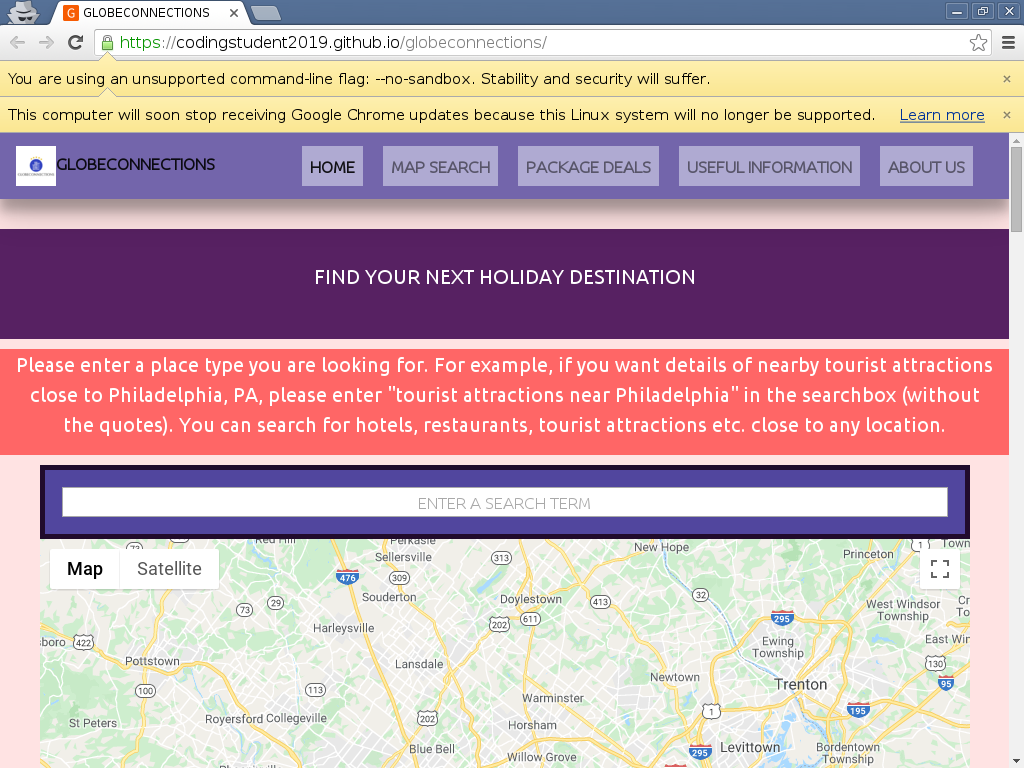 GLOBECONNECTIONS
https://codingstudent2019.github.io/globeconnections/
You are using an unsupported command-line flag: --no-sandbox. Stability and security will suffer.
This computer will soon stop receiving Google Chrome updates because this Linux system will no longer be supported. Learn more
GLOBECONNECTIONS HOME MAP SEARCH PACKAGE DEALS USEFUL INFORMATION ABOUT US
FIND YOUR NEXT HOLIDAY DESTINATION
Please enter a place type you are looking for. For example, if you want details of nearby tourist attractions
close to Philadelphia, PA, please enter "tourist attractions near Philadelphia" in the searchbox (without
the quotes). You can search for hotels, restaurants, tourist attractions etc. close to any location.
ENTER A SEARCH TERM
Map Satellite
Red Hill
Perkasie
Sellersville
New Hope
Princeton
1
Town
73
313
476
309
Souderton
Doylestown
32
413
29
73
202
611
295
West Windsor
Township
Harleysville
Ewing
Township
East Win
422
Pottstown
Lansdale
130
Newtown
Trenton
95
100
113
Warminster
1
195
St Peters
Royersford
Collegeville
202
Horsham
Blue Bell
Willow Grove
295
Levittown
Bordentown
Township